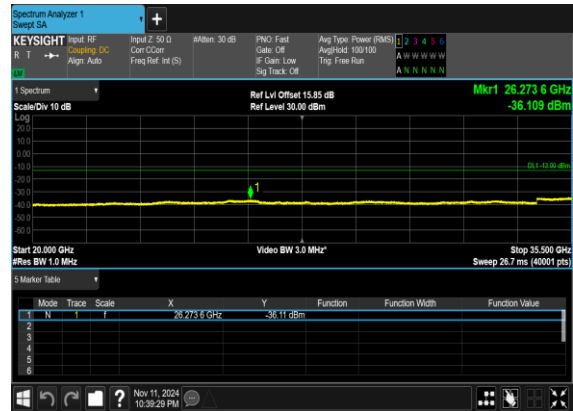 Spectrum Analyzer 1
Swept SA
KEYSIGHT Input: RF Input Z: 50 Ω #Atten: 30 dB PNO: Fast Avg Type: Power (RMS) 1 2 3 4 5 6
R T Coupling: DC Corr CCorr Gate: Off Avg|Hold: 100/100 A W W W W W
Align: Auto Freq Ref: Int (S) IF Gain: Low Trig: Free Run
Sig Track: Off A N N N N N
1 Spectrum Ref Lvl Offset 15.85 dB Mkr1 26.273 6 GHz
Scale/Div 10 dB Ref Level 30.00 dBm -36.109 dBm
Log
20.0
10.0
0.00
-10.0 DL1 -13.00 dBm
-20.0
-30.0 1
-40.0
-50.0
-60.0
Start 20.000 GHz Video BW 3.0 MHz* Stop 35.500 GHz
#Res BW 1.0 MHz Sweep 26.7 ms (40001 pts)
5 Marker Table
Mode Trace Scale X Y Function Function Width Function Value
1 N 1 f 26.273 6 GHz -36.11 dBm
2
3
4
5
6
? Nov 11, 2024
10:39:29 PM